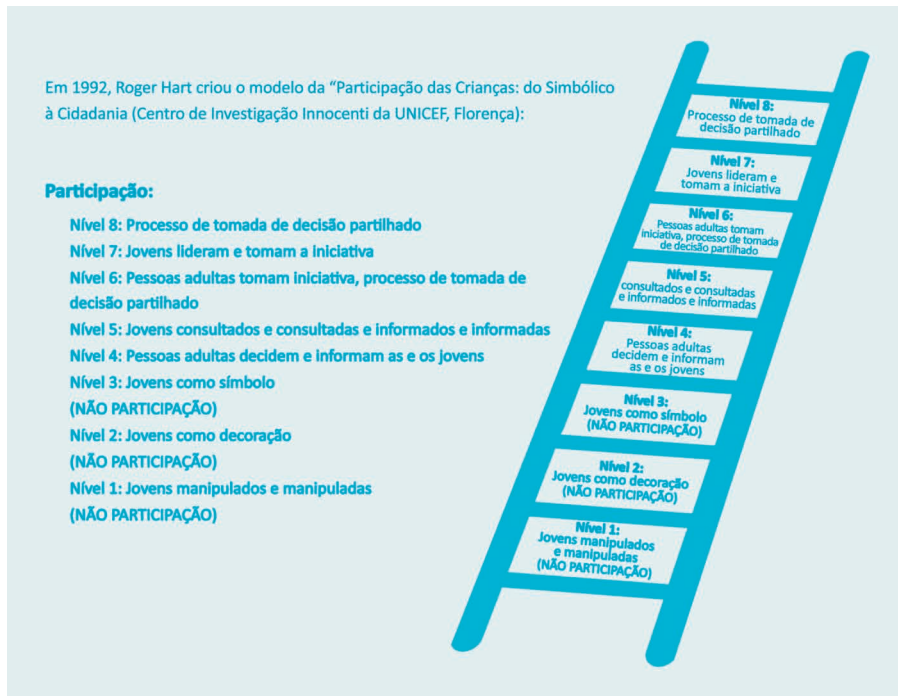 Em 1992, Roger Hart criou o modelo da “Participação das Crianças: do Simbólico
à Cidadania (Centro de Investigação Innocenti da UNICEF, Florença):
Participação:
Nível 8: Processo de tomada de decisão partilhado
Nível 7: Jovens lideram e tomam a iniciativa
Nível 6: Pessoas adultas tomam iniciativa, processo de tomada de
decisão partilhado
Nível 5: Jovens consultados e consultadas e informados e informadas
Nível 4: Pessoas adultas decidem e informam as e os jovens
Nível 3: Jovens como símbolo
(NÃO PARTICIPAÇÃO)
Nível 2: Jovens como decoração
(NÃO PARTICIPAÇÃO)
Nível 1: Jovens manipulados e manipuladas
(NÃO PARTICIPAÇÃO)
Nível 8:
Processo de tomada de
decisão partilhado
Nível 7:
Jovens lideram e
tomam a iniciativa
Nível 6:
Pessoas adultas tomam
iniciativa, processo de tomada
de decisão partilhado
Nível 5:
consultados e consultadas
e informados e informadas
Nível 4:
Pessoas adultas
decidem e informam
as e os jovens
Nível 3:
Jovens como símbolo
(NÃO PARTICIPAÇÃO)
Nível 2:
Jovens como decoração
(NÃO PARTICIPAÇÃO)
Nível 1:
Jovens manipulados
e manipuladas
(NÃO PARTICIPAÇÃO)